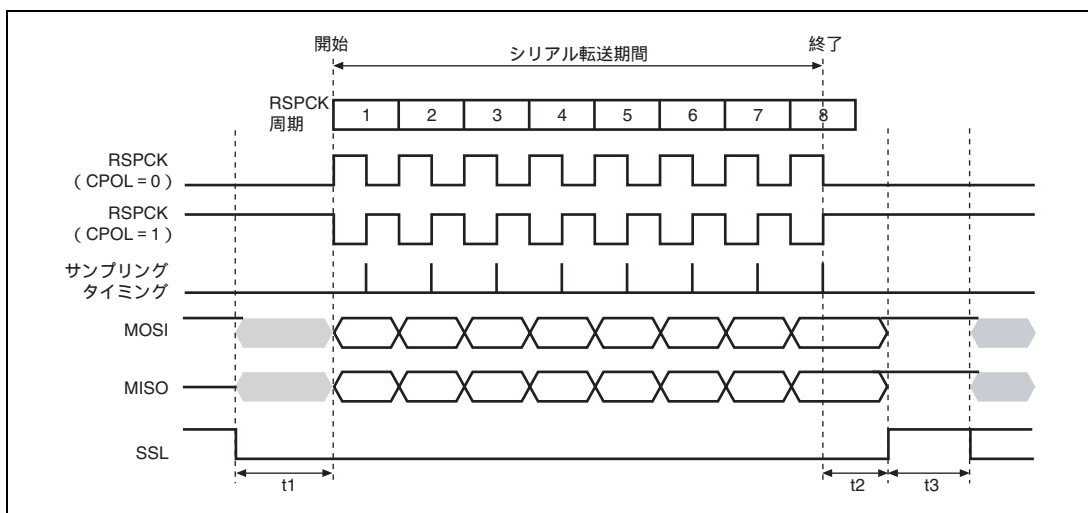 開始
シリアル転送期間
終了
RSPCK
周期
1 2 3 4 5 6 7 8
RSPCK
（CPOL = 0）
RSPCK
（CPOL = 1）
サンプリング
タイミング
MOSI
MISO
SSL
t1
t2
t3